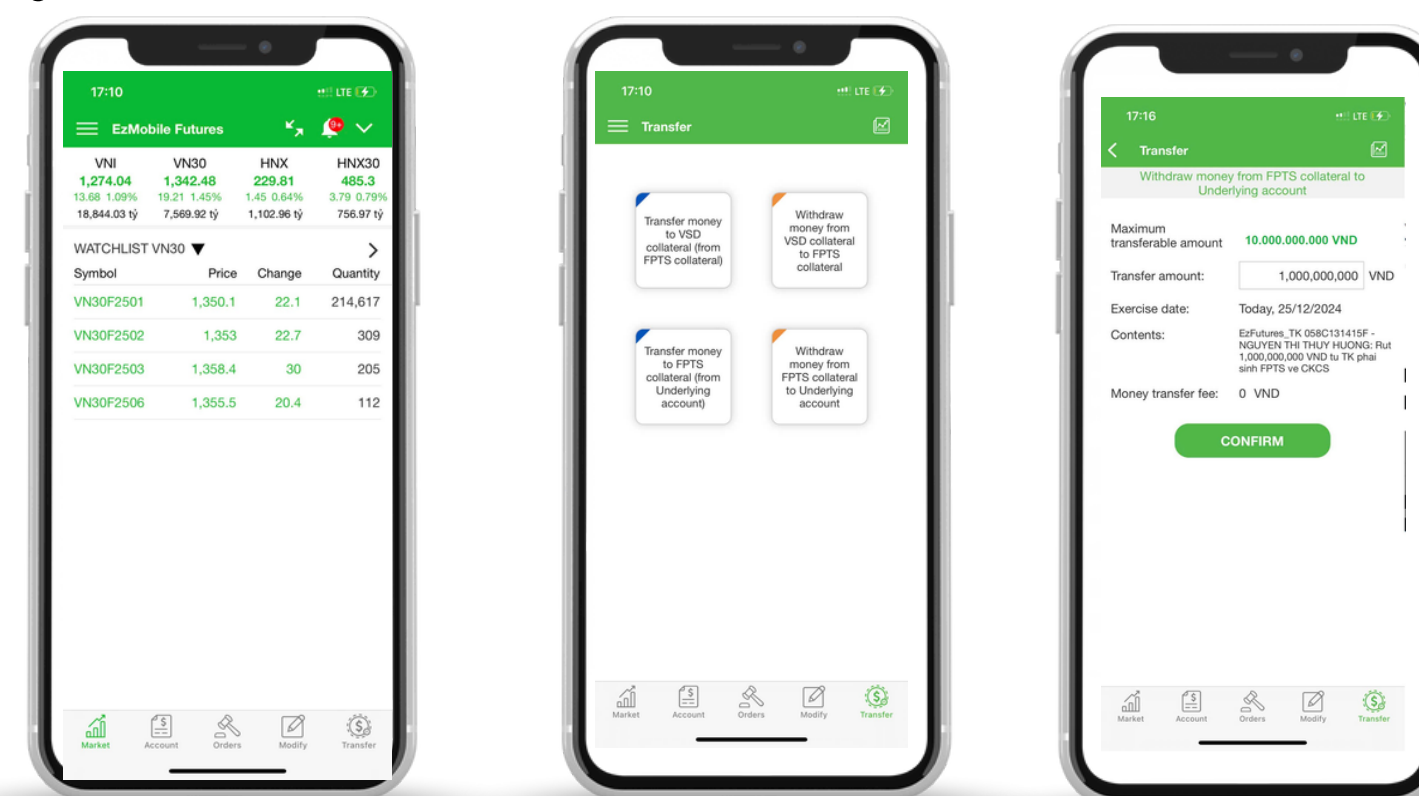 17:10
LTE
EzMobile Futures
9+
VNI VN30 HNX HNX30
1,274.04 1,342.48 229.81 485.3
13.68 1.09% 19.21 1.45% 1.45 0.64% 3.79 0.79%
18,844.03 tỷ 7,569.92 tỷ 1,102.96 tỷ 756.97 tỷ
WATCHLIST VN30 ▼
Symbol Price Change Quantity
VN30F2501 1,350.1 22.1 214,617
VN30F2502 1,353 22.7 309
VN30F2503 1,358.4 30 205
VN30F2506 1,355.5 20.4 112
Market Account Orders Modify Transfer
17:10
LTE
Transfer
Transfer money
to VSD
collateral (from
FPTS collateral)
Withdraw
money from
VSD collateral
to FPTS
collateral
Transfer money
to FPTS
collateral (from
Underlying
account)
Withdraw
money from
FPTS collateral
to Underlying
account
Market Account Orders Modify Transfer
17:16
LTE
Transfer
Withdraw money from FPTS collateral to
Underlying account
Maximum
transferable amount 10.000.000.000 VND
Transfer amount: 1,000,000,000 VND
Exercise date: Today, 25/12/2024
Contents: EzFutures_TK 058C131415F -
NGUYEN THI THUY HUONG: Rut
1,000,000,000 VND tu TK phai
sinh FPTS ve CKCS
Money transfer fee: 0 VND
CONFIRM
Market Account Orders Modify Transfer